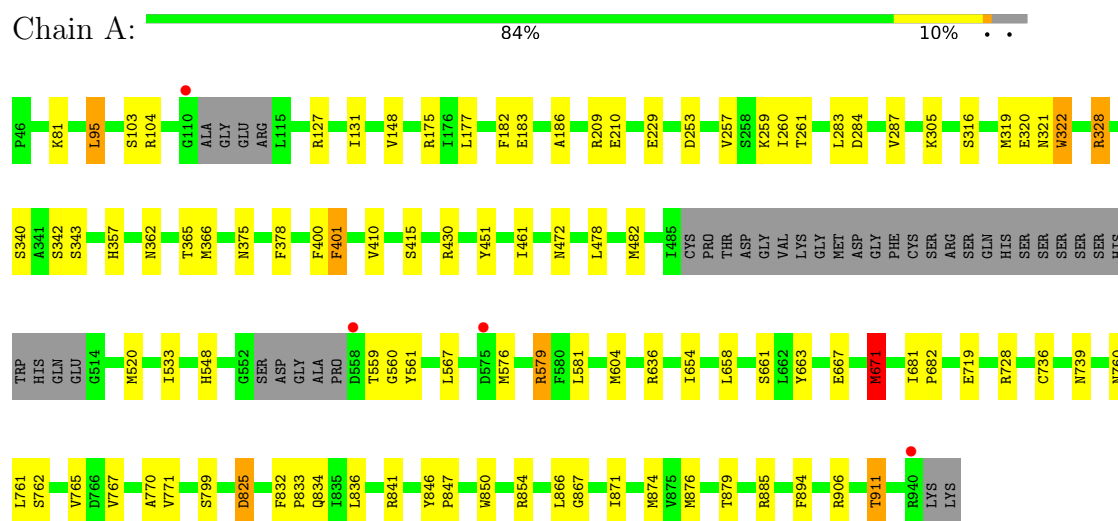 Chain A:
84% 10% • •
P46 K81 L95 S103 R104 G110 ALA GLY GLU ARG L115 R127 I131 V148 R175 I176 L177 F182 E183 A186 R209 E210 E229 D253 V257 S258 K259 I260 T261 L283 D284 V287 K305 S316 M319 E320 N321 W322 R328
S340 A341 S342 S343 H357 N362 T365 M366 N375 F378 F400 F401 V410 S415 R430 Y451 I461 N472 L478 M482 I485 CYS PRO THR ASP GLY VAL LYS GLY MET ASP GLY PHE CYS SER ARG SER GLN HIS SER SER SER SER SER HIS
TRP HIS GLN GLU G514 M520 I533 H548 G552 SER ASP GLY ALA PRO D558 T559 G560 Y561 L567 D575 M576 R579 F580 L581 M604 R636 I654 L658 S661 L662 Y663 E667 M671 I681 P682 E719 R728 C736 N739 N760
L761 S762 V765 D766 V767 A770 V771 S799 D825 F832 P833 Q834 I835 L836 R841 Y846 P847 W850 R854 L866 G867 I871 M874 V875 M876 T879 R885 F894 R906 T911 R940 LYS LYS